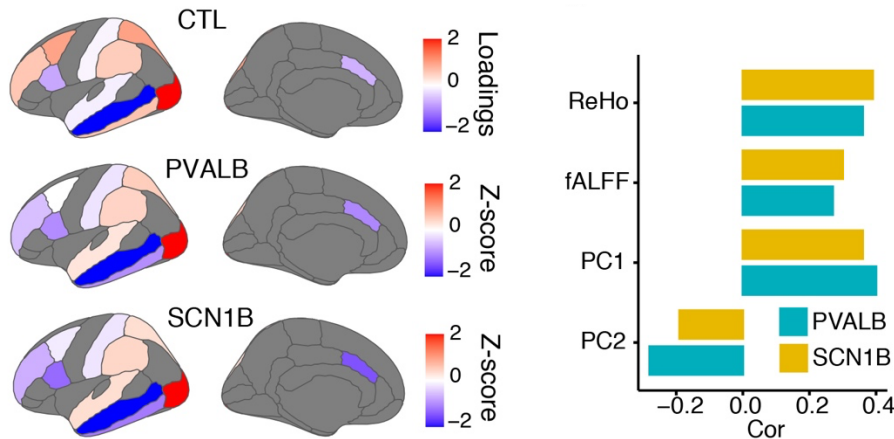 CTL
2
0
−2
Loadings
PVALB
2
0
−2
Z-score
SCN1B
2
0
−2
Z-score
ReHo
fALFF
PC1
PC2
PVALB
SCN1B
−0.2 0.0 0.2 0.4
Cor